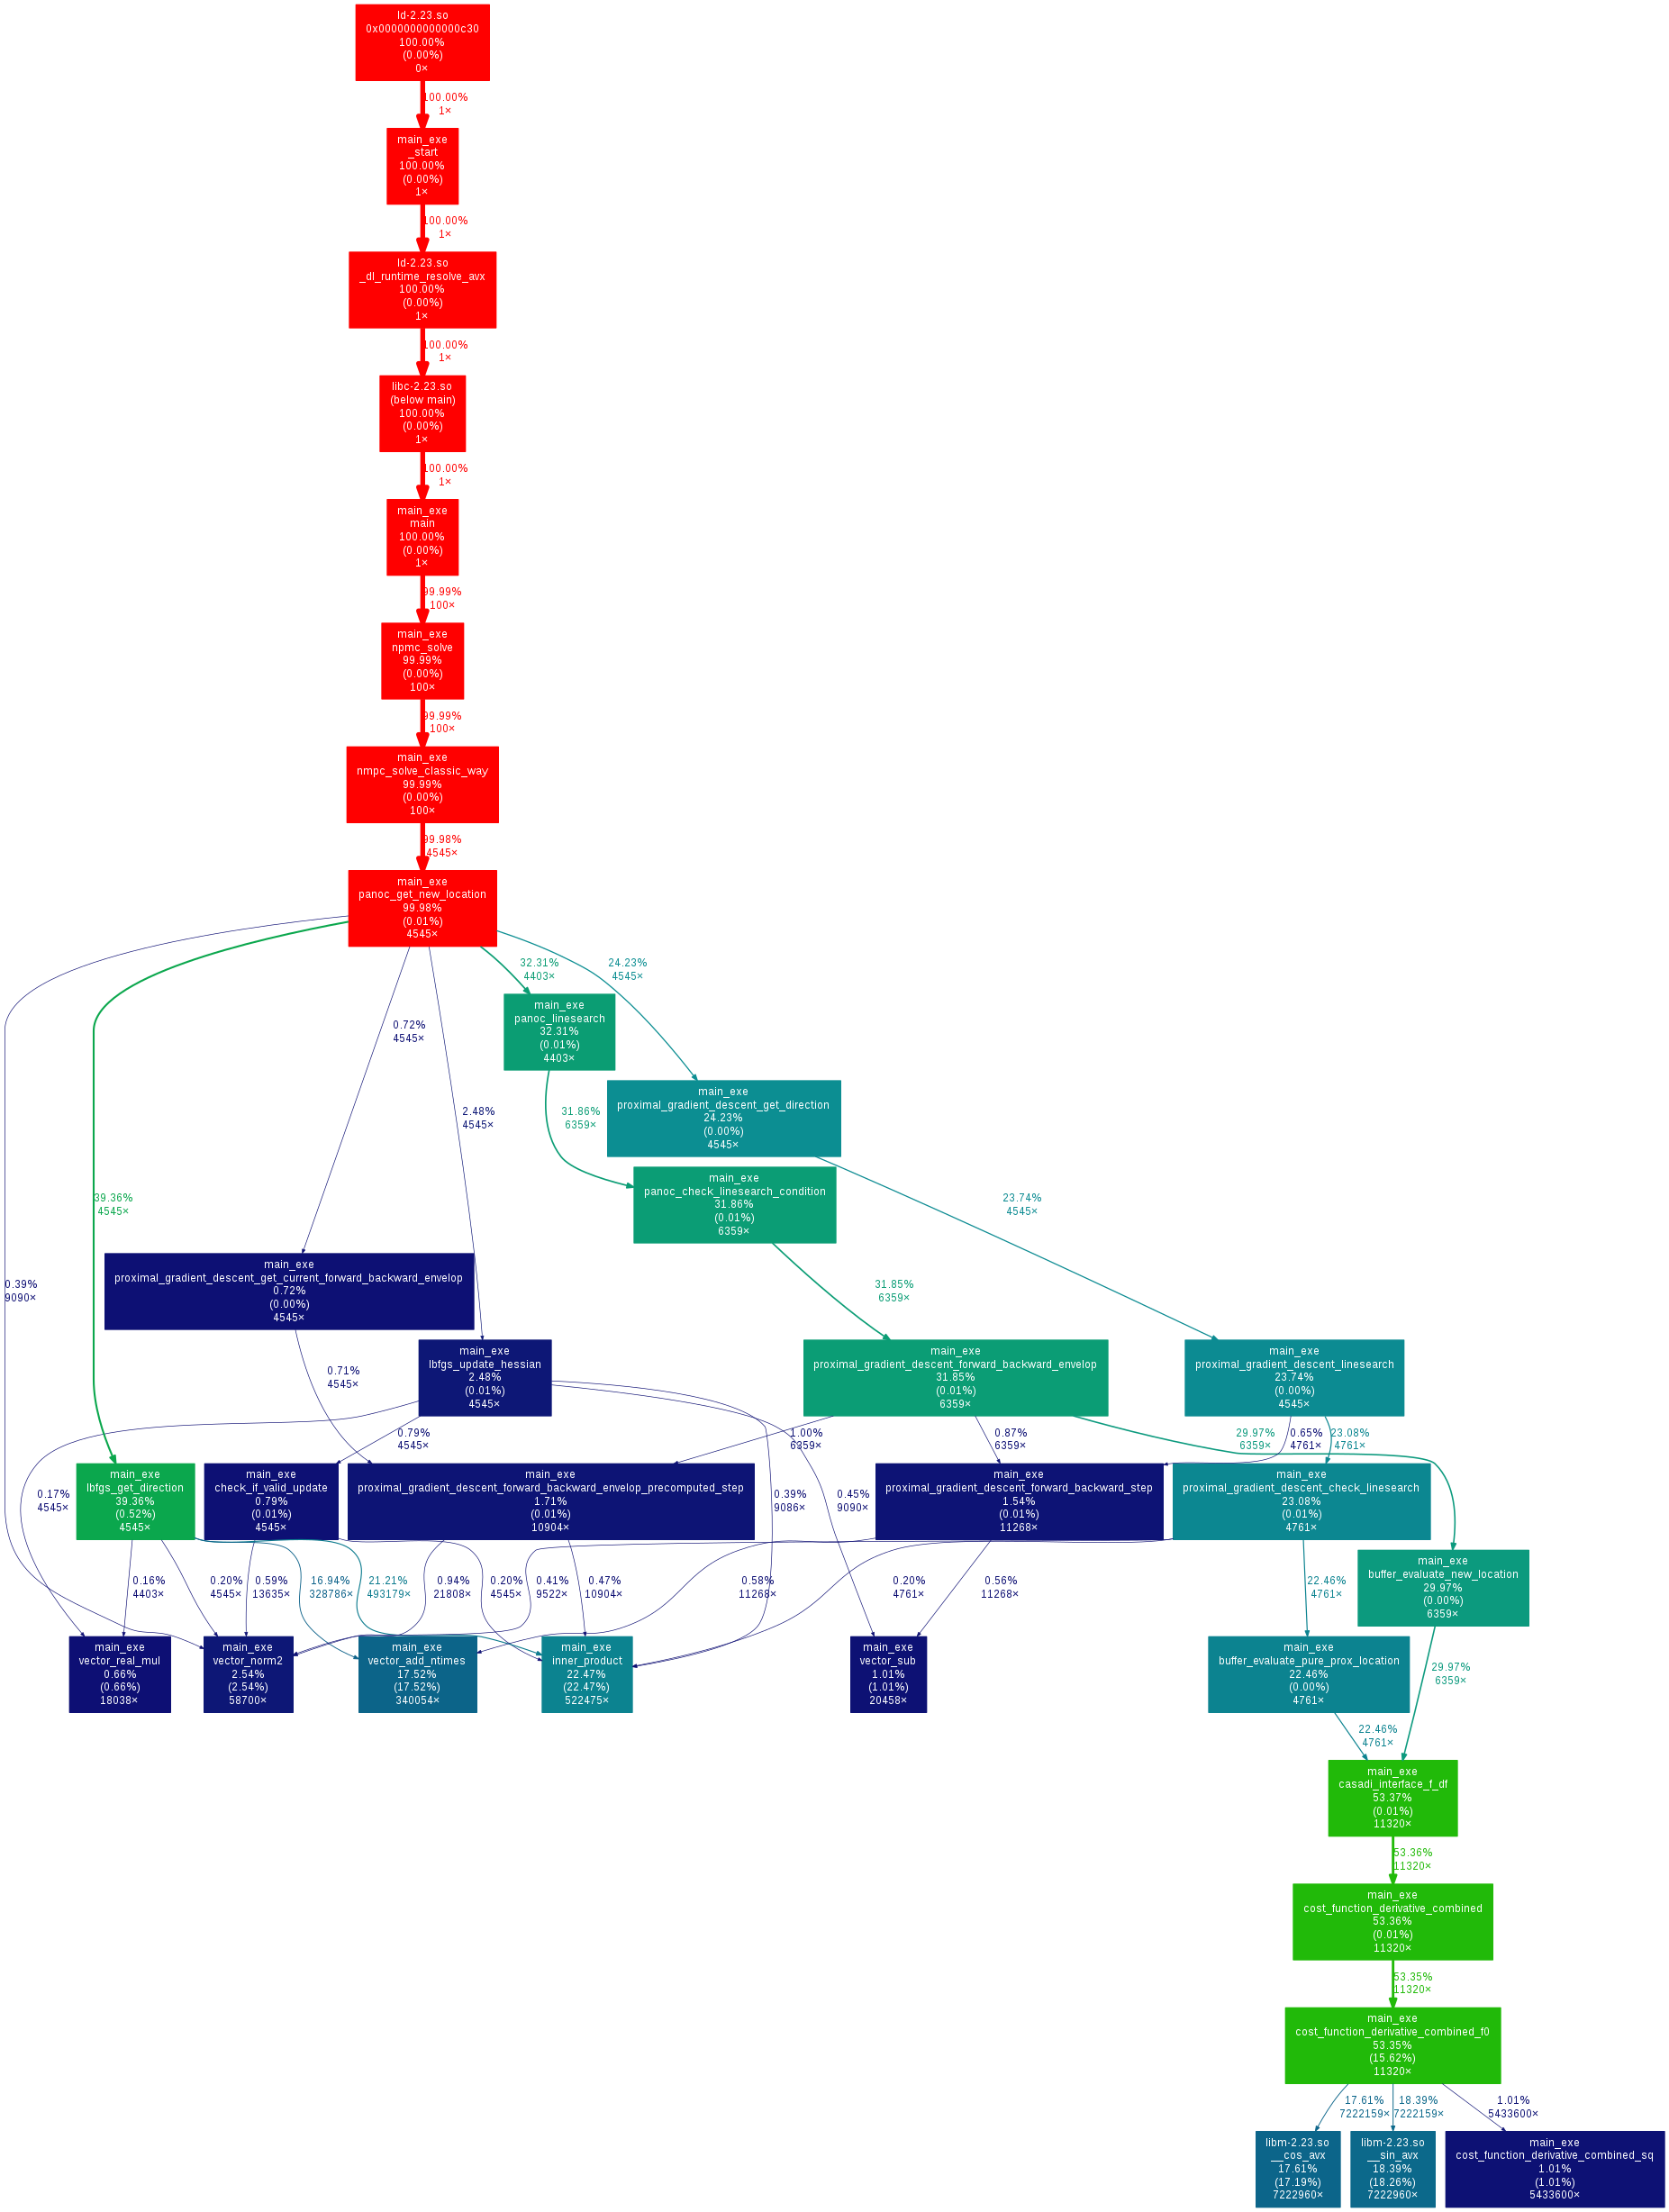 ld-2.23.so
0x0000000000000c30
100.00%
(0.00%)
0×
100.00%
1×
main_exe
_start
100.00%
(0.00%)
1×
100.00%
1×
ld-2.23.so
_dl_runtime_resolve_avx
100.00%
(0.00%)
1×
100.00%
1×
libc-2.23.so
(below main)
100.00%
(0.00%)
1×
100.00%
1×
main_exe
main
100.00%
(0.00%)
1×
99.99%
100×
main_exe
npmc_solve
99.99%
(0.00%)
100×
99.99%
100×
main_exe
nmpc_solve_classic_way
99.99%
(0.00%)
100×
99.98%
4545×
main_exe
panoc_get_new_location
99.98%
(0.01%)
4545×
32.31%
4403×
24.23%
4545×
main_exe
panoc_linesearch
32.31%
(0.01%)
4403×
0.72%
4545×
2.48%
4545×
31.86%
6359×
main_exe
proximal_gradient_descent_get_direction
24.23%
(0.00%)
4545×
39.36%
4545×
main_exe
panoc_check_linesearch_condition
31.86%
(0.01%)
6359×
23.74%
4545×
0.39%
9090×
main_exe
proximal_gradient_descent_get_current_forward_backward_envelop
0.72%
(0.00%)
4545×
31.85%
6359×
0.71%
4545×
main_exe
lbfgs_update_hessian
2.48%
(0.01%)
4545×
main_exe
proximal_gradient_descent_forward_backward_envelop
31.85%
(0.01%)
6359×
main_exe
proximal_gradient_descent_linesearch
23.74%
(0.00%)
4545×
0.79%
4545×
1.00%
6359×
0.87%
6359×
29.97%
6359×
0.65%
4761×
23.08%
4761×
0.17%
4545×
main_exe
lbfgs_get_direction
39.36%
(0.52%)
4545×
main_exe
check_if_valid_update
0.79%
(0.01%)
4545×
main_exe
proximal_gradient_descent_forward_backward_envelop_precomputed_step
1.71%
(0.01%)
10904×
0.39%
9086×
0.45%
9090×
main_exe
proximal_gradient_descent_forward_backward_step
1.54%
(0.01%)
11268×
main_exe
proximal_gradient_descent_check_linesearch
23.08%
(0.01%)
4761×
0.16%
4403×
0.20%
4545×
0.59%
13635×
16.94%
328786×
21.21%
493179×
0.94%
21808×
0.20%
4545×
0.41%
9522×
0.47%
10904×
0.58%
11268×
0.20%
4761×
0.56%
11268×
22.46%
4761×
main_exe
buffer_evaluate_new_location
29.97%
(0.00%)
6359×
main_exe
vector_real_mul
0.66%
(0.66%)
18038×
main_exe
vector_norm2
2.54%
(2.54%)
58700×
main_exe
vector_add_ntimes
17.52%
(17.52%)
340054×
main_exe
inner_product
22.47%
(22.47%)
522475×
main_exe
vector_sub
1.01%
(1.01%)
20458×
main_exe
buffer_evaluate_pure_prox_location
22.46%
(0.00%)
4761×
29.97%
6359×
22.46%
4761×
main_exe
casadi_interface_f_df
53.37%
(0.01%)
11320×
53.36%
11320×
main_exe
cost_function_derivative_combined
53.36%
(0.01%)
11320×
53.35%
11320×
main_exe
cost_function_derivative_combined_f0
53.35%
(15.62%)
11320×
17.61%
7222159×
18.39%
7222159×
1.01%
5433600×
libm-2.23.so
__cos_avx
17.61%
(17.19%)
7222960×
libm-2.23.so
__sin_avx
18.39%
(18.26%)
7222960×
main_exe
cost_function_derivative_combined_sq
1.01%
(1.01%)
5433600×